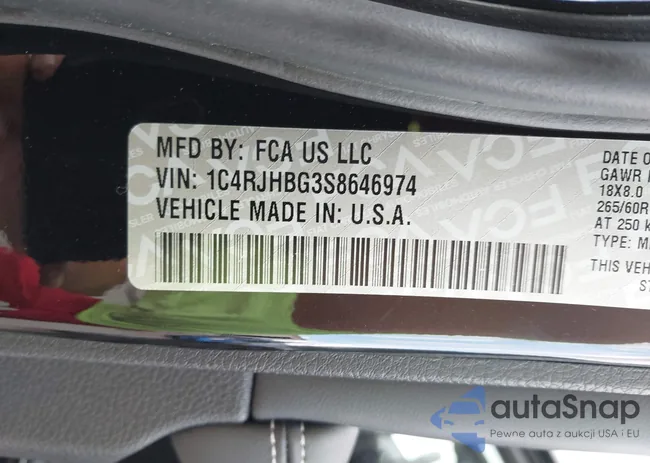 MFD BY: FCA US LLC
VIN: 1C4RJHBG3S8646974
VEHICLE MADE IN: U.S.A.
DATE O
GAWR
18X8.0
265/60R
AT 250 K
TYPE: M
THIS VEH
ST
autaSnap
Pewne auta z aukcji USA i EU